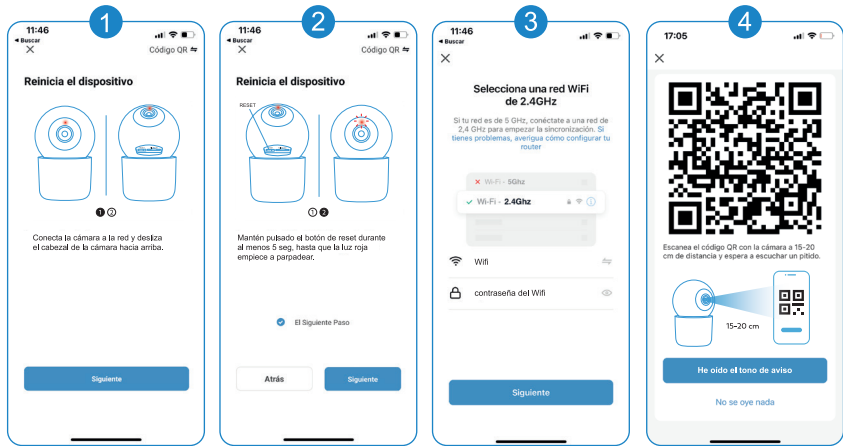 1
11:46
◄ Buscar
Código QR
Reinicia el dispositivo
1 2
Conecta la cámara a la red y desliza
el cabezal de la cámara hacia arriba.
Siguiente
2
11:46
◄ Buscar
Código QR
Reinicia el dispositivo
RESET
1 2
Mantén pulsado el botón de reset durante
al menos 5 seg, hasta que la luz roja
empiece a parpadear.
El Siguiente Paso
Atrás
Siguiente
3
11:46
◄ Buscar
Selecciona una red WiFi
de 2.4GHz
Si tu red es de 5 GHz, conéctate a una red de
2,4 GHz para empezar la sincronización. Si
tienes problemas, averigua cómo configurar tu
router
Wi-Fi - 5Ghz
Wi-Fi - 2.4Ghz
Wifi
contraseña del Wifi
Siguiente
4
17:05
Escanea el código QR con la cámara a 15-20
cm de distancia y espera a escuchar un pitido.
15-20 cm
He oido el tono de aviso
No se oye nada